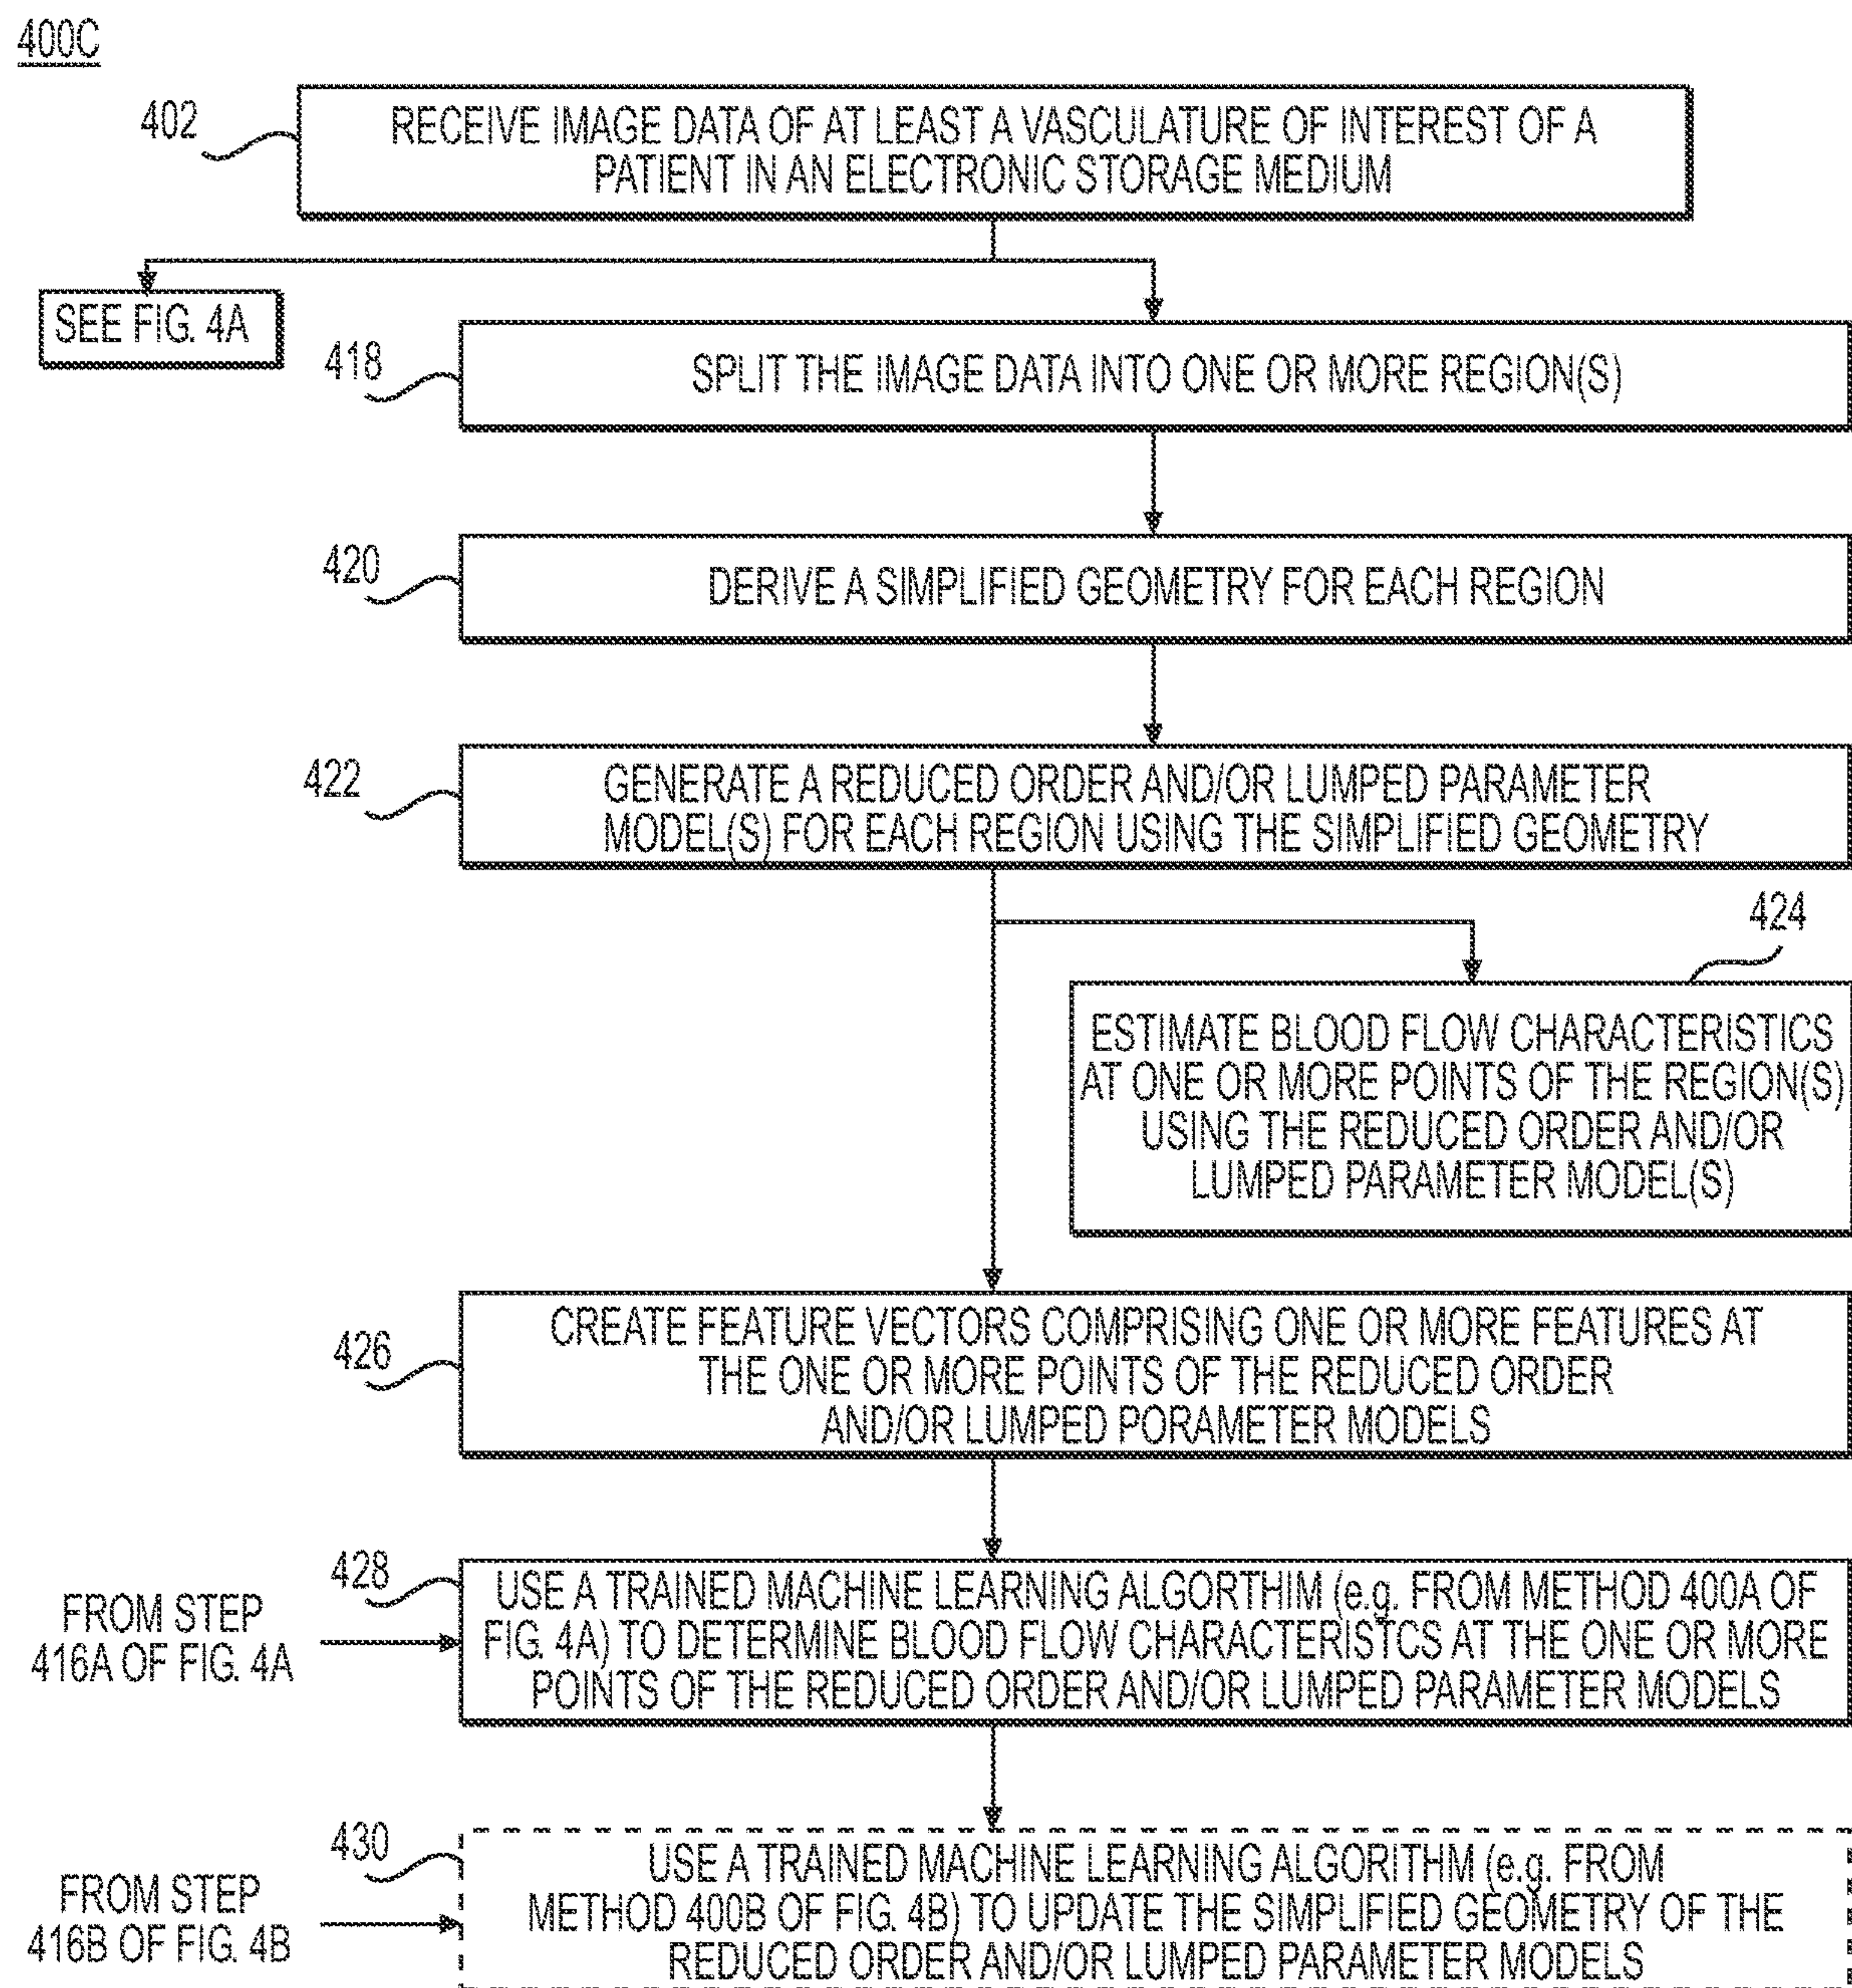 400C
402
RECEIVE IMAGE DATA OF AT LEAST A VASCULATURE OF INTEREST OF A
PATIENT IN AN ELECTRONIC STORAGE MEDIUM
SEE FIG. 4A
418
SPLIT THE IMAGE DATA INTO ONE OR MORE REGION(S)
420
DERIVE A SIMPLIFIED GEOMETRY FOR EACH REGION
422
GENERATE A REDUCED ORDER AND/OR LUMPED PARAMETER
MODEL(S) FOR EACH REGION USING THE SIMPLIFIED GEOMETRY
424
ESTIMATE BLOOD FLOW CHARACTERISTICS
AT ONE OR MORE POINTS OF THE REGION(S)
USING THE REDUCED ORDER AND/OR
LUMPED PARAMETER MODEL(S)
426
CREATE FEATURE VECTORS COMPRISING ONE OR MORE FEATURES AT
THE ONE OR MORE POINTS OF THE REDUCED ORDER
AND/OR LUMPED PORAMETER MODELS
FROM STEP
416A OF FIG. 4A
428
USE A TRAINED MACHINE LEARNING ALGORTHIM (e.g. FROM METHOD 400A OF
FIG. 4A) TO DETERMINE BLOOD FLOW CHARACTERISTCS AT THE ONE OR MORE
POINTS OF THE REDUCED ORDER AND/OR LUMPED PARAMETER MODELS
FROM STEP
416B OF FIG. 4B
430
USE A TRAINED MACHINE LEARNING ALGORITHM (e.g. FROM
METHOD 400B OF FIG. 4B) TO UPDATE THE SIMPLIFIED GEOMETRY OF THE
REDUCED ORDER AND/OR LUMPED PARAMETER MODELS